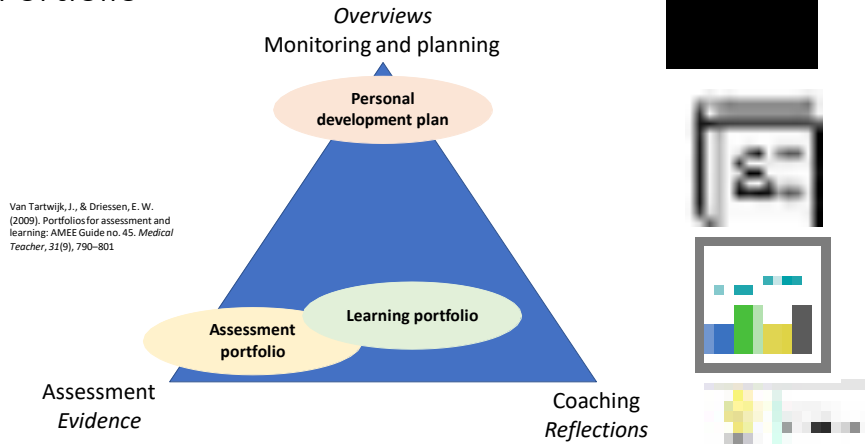 Overviews
Monitoring and planning
Personal
development plan
Van Tartwijk, J., & Driessen, E. W.
(2009). Portfolios for assessment and
learning: AMEE Guide no. 45. Medical
Teacher, 31(9), 790–801
Learning portfolio
Assessment
portfolio
Assessment
Evidence
Coaching
Reflections